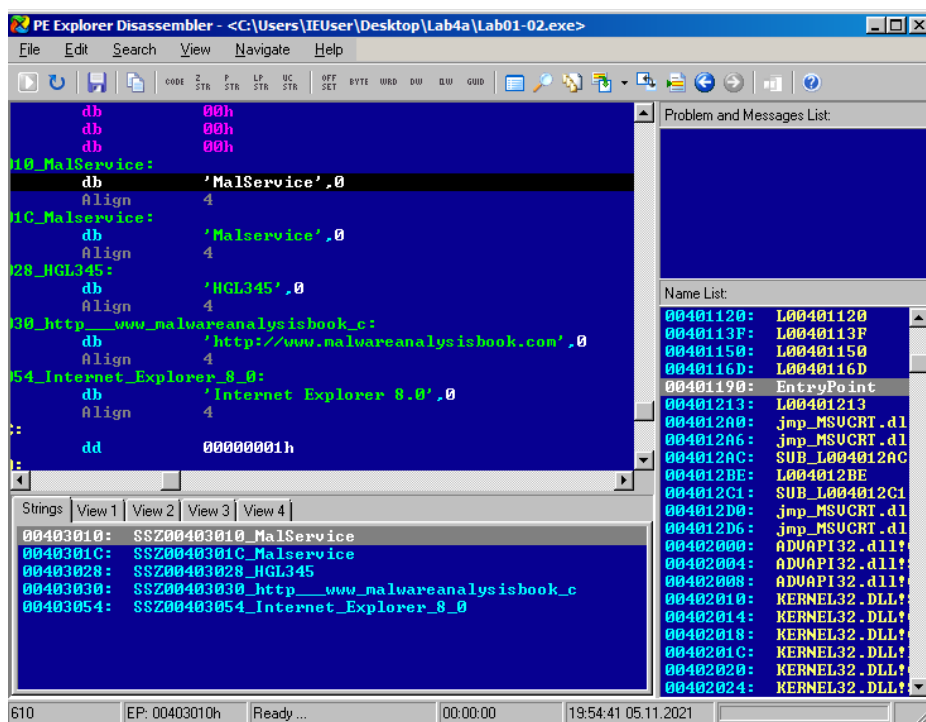 PE Explorer Disassembler - <C:\Users\IEUser\Desktop\Lab4a\Lab01-02.exe>
File Edit Search View Navigate Help
CODE Z STR P STR LP STR UC STR OFF SET BYTE WRD DW Q.W GUID
db 00h
db 00h
db 00h
010_MalService:
db 'MalService',0
Align 4
01C_Malservice:
db 'Malservice',0
Align 4
028_HGL345:
db 'HGL345',0
Align 4
030_http___www_malwareanalysisbook_c:
db 'http://www.malwareanalysisbook.com',0
Align 4
054_Internet_Explorer_8_0:
db 'Internet Explorer 8.0',0
Align 4
C:
dd 00000001h
Problem and Messages List:
Name List:
00401120: L00401120
0040113F: L0040113F
00401150: L00401150
0040116D: L0040116D
00401190: EntryPoint
00401213: L00401213
004012A0: jmp_MSVCRT.dl
004012A6: jmp_MSVCRT.dl
004012AC: SUB_L004012AC
004012BE: L004012BE
004012C1: SUB_L004012C1
004012D0: jmp_MSVCRT.dl
004012D6: jmp_MSVCRT.dl
00402000: ADVAPI32.dll!
00402004: ADVAPI32.dll!
00402008: ADVAPI32.dll!
00402010: KERNEL32.DLL!
00402014: KERNEL32.DLL!
00402018: KERNEL32.DLL!
0040201C: KERNEL32.DLL!
00402020: KERNEL32.DLL!
00402024: KERNEL32.DLL!
Strings View 1 View 2 View 3 View 4
00403010: SSZ00403010_MalService
0040301C: SSZ0040301C_Malservice
00403028: SSZ00403028_HGL345
00403030: SSZ00403030_http___www_malwareanalysisbook_c
00403054: SSZ00403054_Internet_Explorer_8_0
610 EP: 00403010h Ready ... 00:00:00 19:54:41 05.11.2021